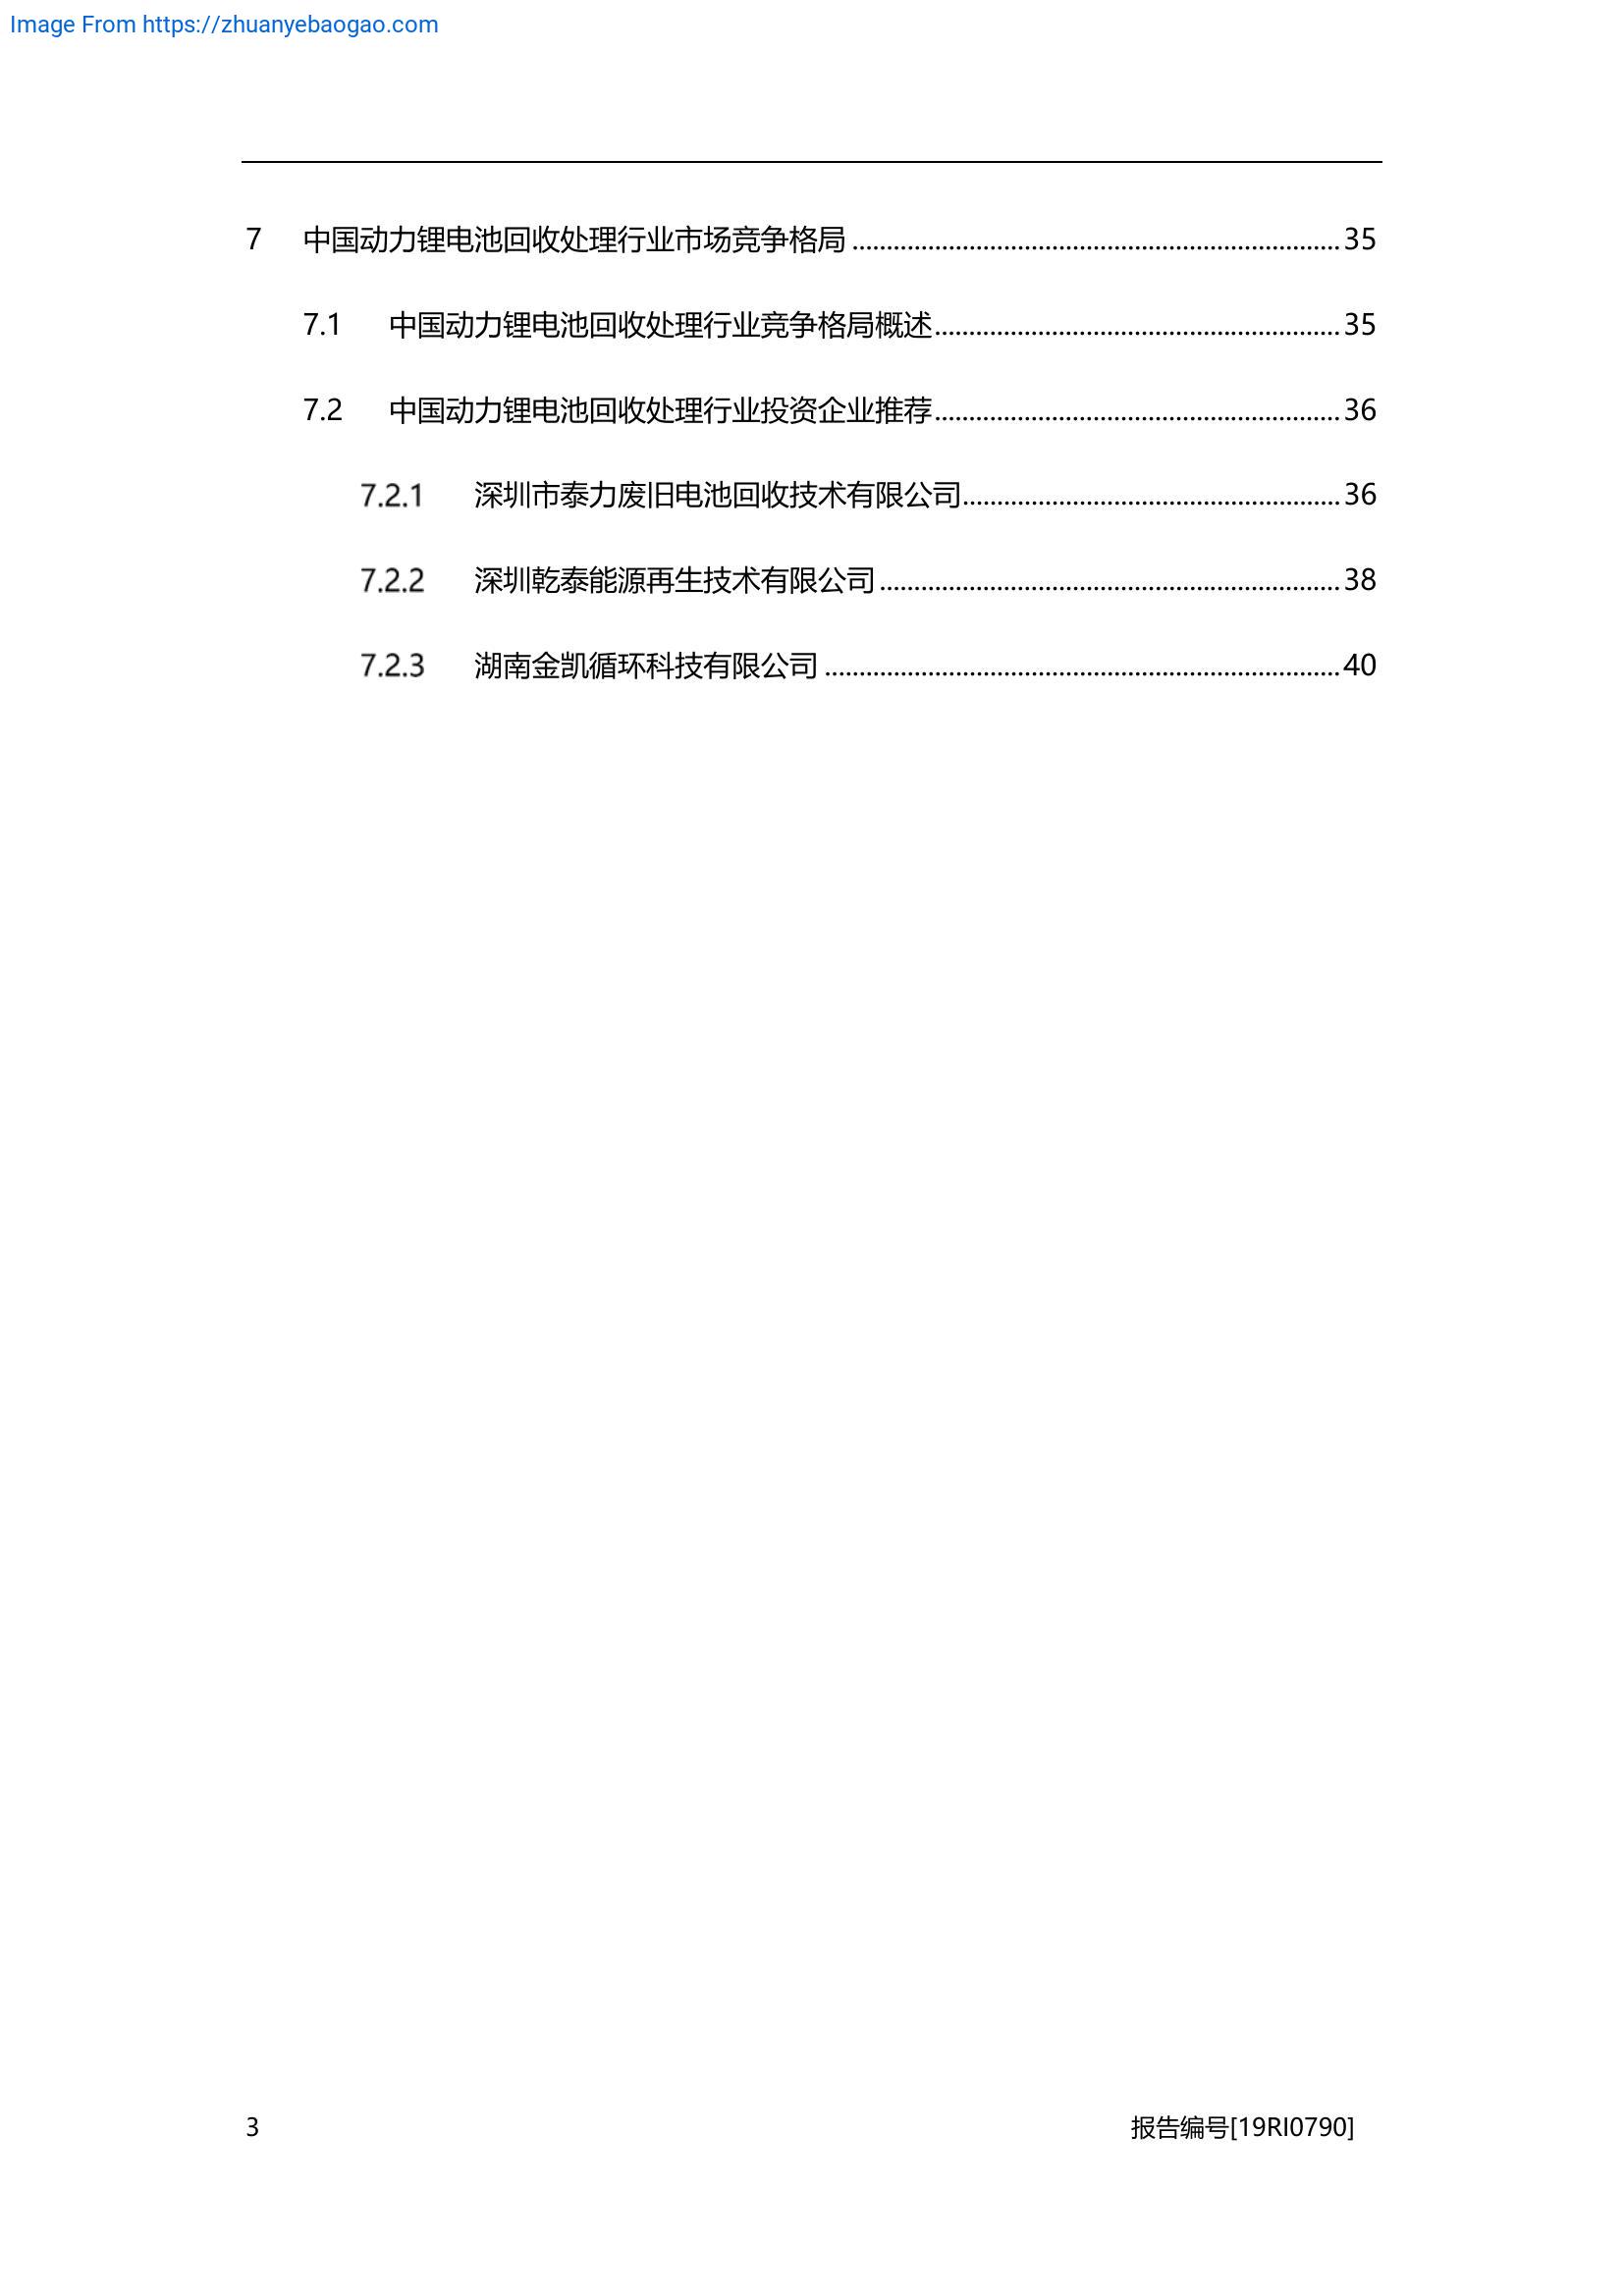 Image From https://zhuanyebaogao.com
7 中国动力锂电池回收处理行业市场竞争格局 ........................................................................ 35
7.1 中国动力锂电池回收处理行业竞争格局概述............................................................ 35
7.2 中国动力锂电池回收处理行业投资企业推荐............................................................ 36
7.2.1 深圳市泰力废旧电池回收技术有限公司........................................................ 36
7.2.2 深圳乾泰能源再生技术有限公司 .................................................................... 38
7.2.3 湖南金凯循环科技有限公司 ............................................................................ 40
3 报告编号[19RI0790]